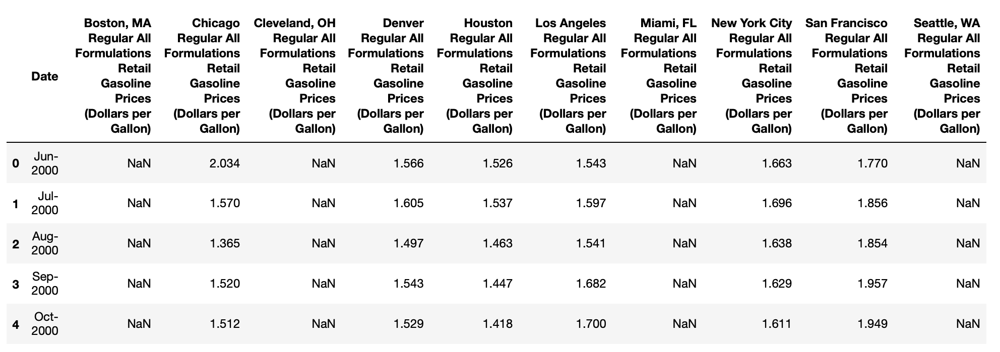 Date Boston, MA Regular All Formulations Retail Gasoline Prices (Dollars per Gallon) Chicago Regular All Formulations Retail Gasoline Prices (Dollars per Gallon) Cleveland, OH Regular All Formulations Retail Gasoline Prices (Dollars per Gallon) Denver Regular All Formulations Retail Gasoline Prices (Dollars per Gallon) Houston Regular All Formulations Retail Gasoline Prices (Dollars per Gallon) Los Angeles Regular All Formulations Retail Gasoline Prices (Dollars per Gallon) Miami, FL Regular All Formulations Retail Gasoline Prices (Dollars per Gallon) New York City Regular All Formulations Retail Gasoline Prices (Dollars per Gallon) San Francisco Regular All Formulations Retail Gasoline Prices (Dollars per Gallon) Seattle, WA Regular All Formulations Retail Gasoline Prices (Dollars per Gallon)
0 Jun-2000 NaN 2.034 NaN 1.566 1.526 1.543 NaN 1.663 1.770 NaN
1 Jul-2000 NaN 1.570 NaN 1.605 1.537 1.597 NaN 1.696 1.856 NaN
2 Aug-2000 NaN 1.365 NaN 1.497 1.463 1.541 NaN 1.638 1.854 NaN
3 Sep-2000 NaN 1.520 NaN 1.543 1.447 1.682 NaN 1.629 1.957 NaN
4 Oct-2000 NaN 1.512 NaN 1.529 1.418 1.700 NaN 1.611 1.949 NaN